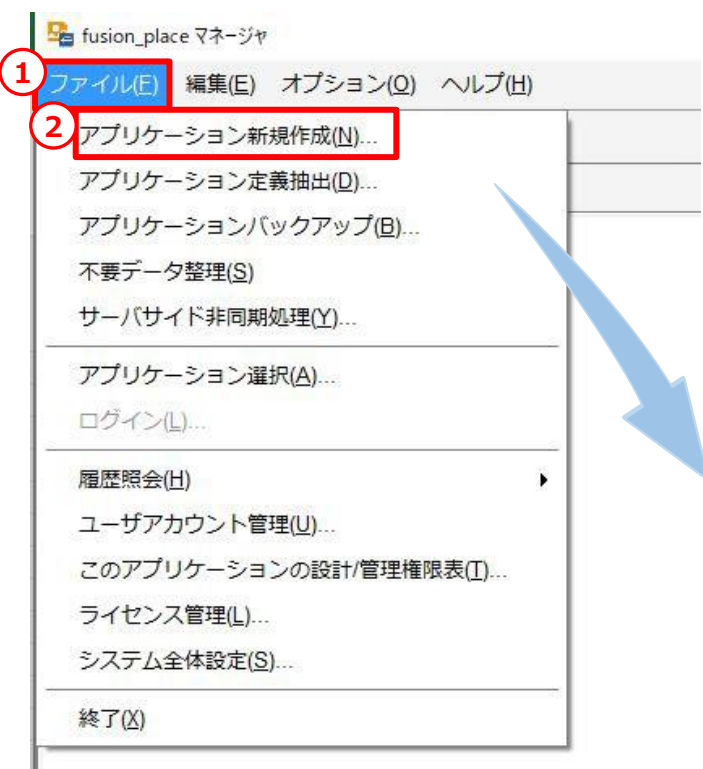 fusion_place マネージャ
1
ファイル(F) 編集(E) オプション(O) ヘルプ(H)
2
アプリケーション新規作成(N)...
アプリケーション定義抽出(D)...
アプリケーションバックアップ(B)...
不要データ整理(S)
サーバサイド非同期処理(Y)...
アプリケーション選択(A)...
ログイン(L)...
履歴照会(H)
ユーザアカウント管理(U)...
このアプリケーションの設計/管理権限表(T)...
ライセンス管理(L)...
システム全体設定(S)...
終了(X)